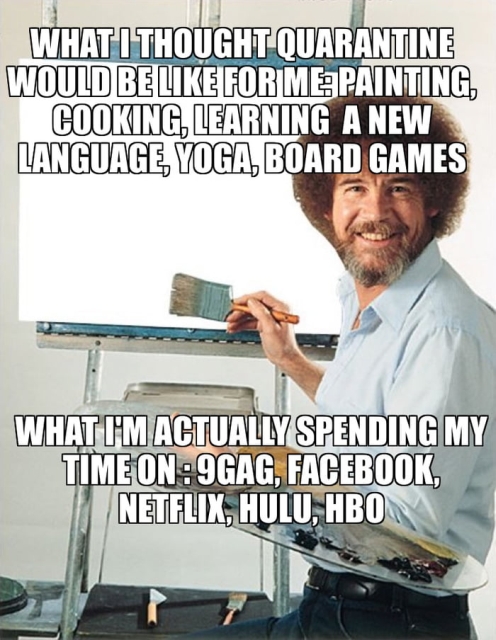 WHAT I THOUGHT QUARANTINE
WOULD BE LIKE FOR ME: PAINTING,
COOKING, LEARNING A NEW
LANGUAGE, YOGA, BOARD GAMES
WHAT I'M ACTUALLY SPENDING MY
TIME ON : 9GAG, FACEBOOK,
NETFLIX, HULU, HBO